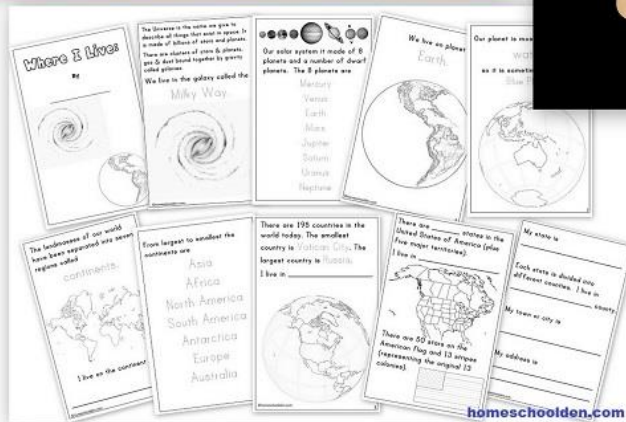 Where I Live
By
The Universe is the name we give to
describe all things that exist in space. It
is made of billions of stars and planets.
There are clusters of stars & planets,
gas & dust bound together by gravity
called galaxies.
We live in the galaxy called the
Milky Way.
Our solar system it made of 8
planets and a number of dwarf
planets. The 8 planets are
Mercury
Venus
Earth
Mars
Jupiter
Saturn
Uranus
Neptune
We live on planet
Earth.
Our planet is
as it is
Blue
The landmasses of our world
have been separated into seven
regions called
continents.
I live on the continent
From largest to smallest the
continents are
Asia
Africa
North America
South America
Antarctica
Europe
Australia
There are 195 countries in the
world today. The smallest
country is Vatican City. The
largest country is Russia.
I live in
There are states in the
United States of America (plus
five major territories).
I live in
There are 50 stars on the
American flag and 13 stripes
(representing the original 13
colonies).
My state is
Each state is divided into
different counties. I live in
county.
My town or city is
My address is
homeschoolden.com